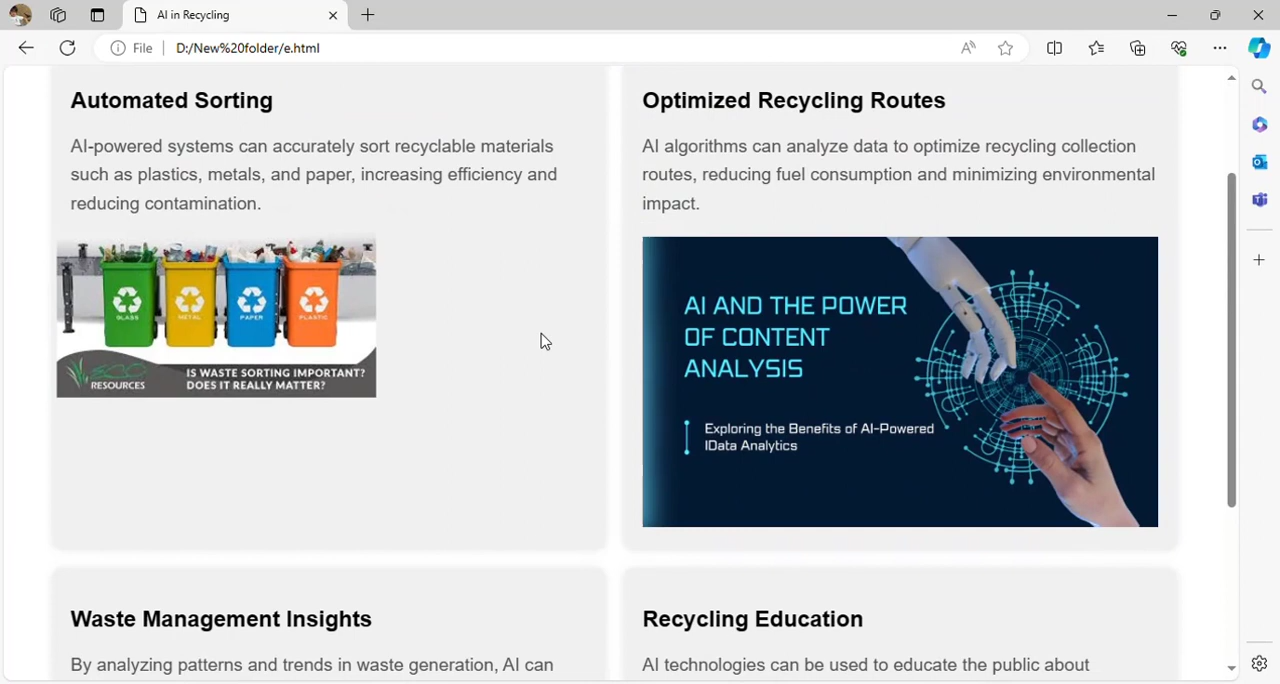 AI in Recycling
File
D:/New%20folder/e.html
Automated Sorting
AI-powered systems can accurately sort recyclable materials
such as plastics, metals, and paper, increasing efficiency and
reducing contamination.
GLASS
METAL
PAPER
PLASTIC
ECO
RESOURCES
IS WASTE SORTING IMPORTANT?
DOES IT REALLY MATTER?
Optimized Recycling Routes
AI algorithms can analyze data to optimize recycling collection
routes, reducing fuel consumption and minimizing environmental
impact.
AI AND THE POWER
OF CONTENT
ANALYSIS
Exploring the Benefits of AI-Powered
IData Analytics
Waste Management Insights
By analyzing patterns and trends in waste generation, AI can
Recycling Education
AI technologies can be used to educate the public about